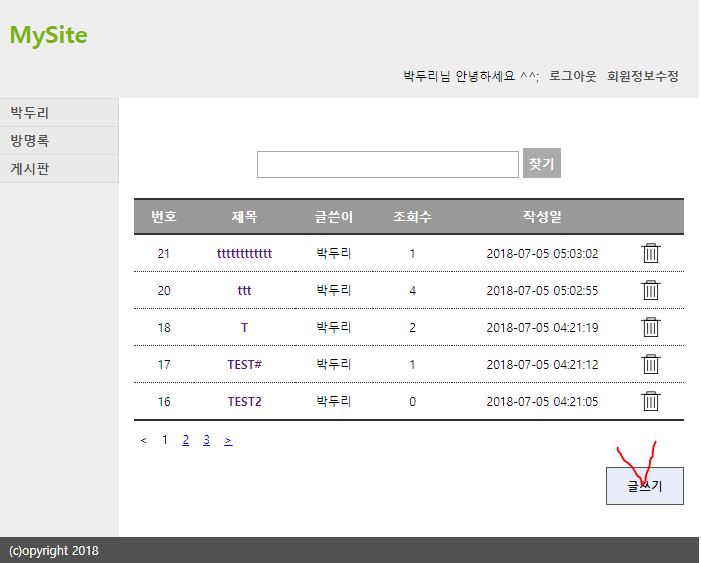 MySite
박두리님 안녕하세요 ^^; 로그아웃 회원정보수정
박두리
방명록
게시판
찾기
번호 제목 글쓴이 조회수 작성일
21 tttttttttttt 박두리 1 2018-07-05 05:03:02
20 ttt 박두리 4 2018-07-05 05:02:55
18 T 박두리 2 2018-07-05 04:21:19
17 TEST# 박두리 1 2018-07-05 04:21:12
16 TEST2 박두리 0 2018-07-05 04:21:05
< 1 2 3 >
글쓰기
(c)opyright 2018